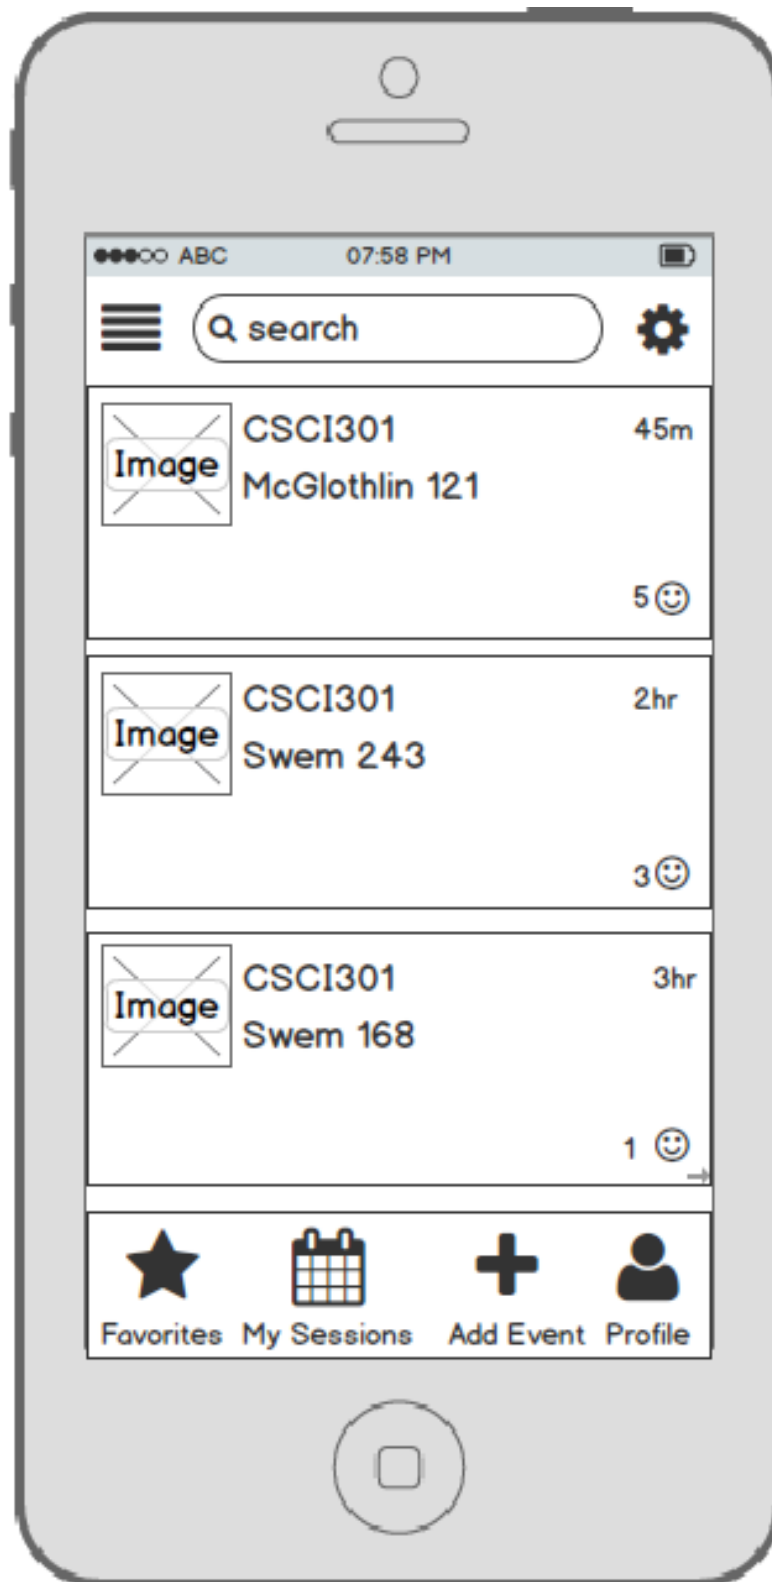 ABC 07:58 PM
search
Image CSCI301 45m
McGlothlin 121
5
Image CSCI301 2hr
Swem 243
3
Image CSCI301 3hr
Swem 168
1
Favorites My Sessions Add Event Profile